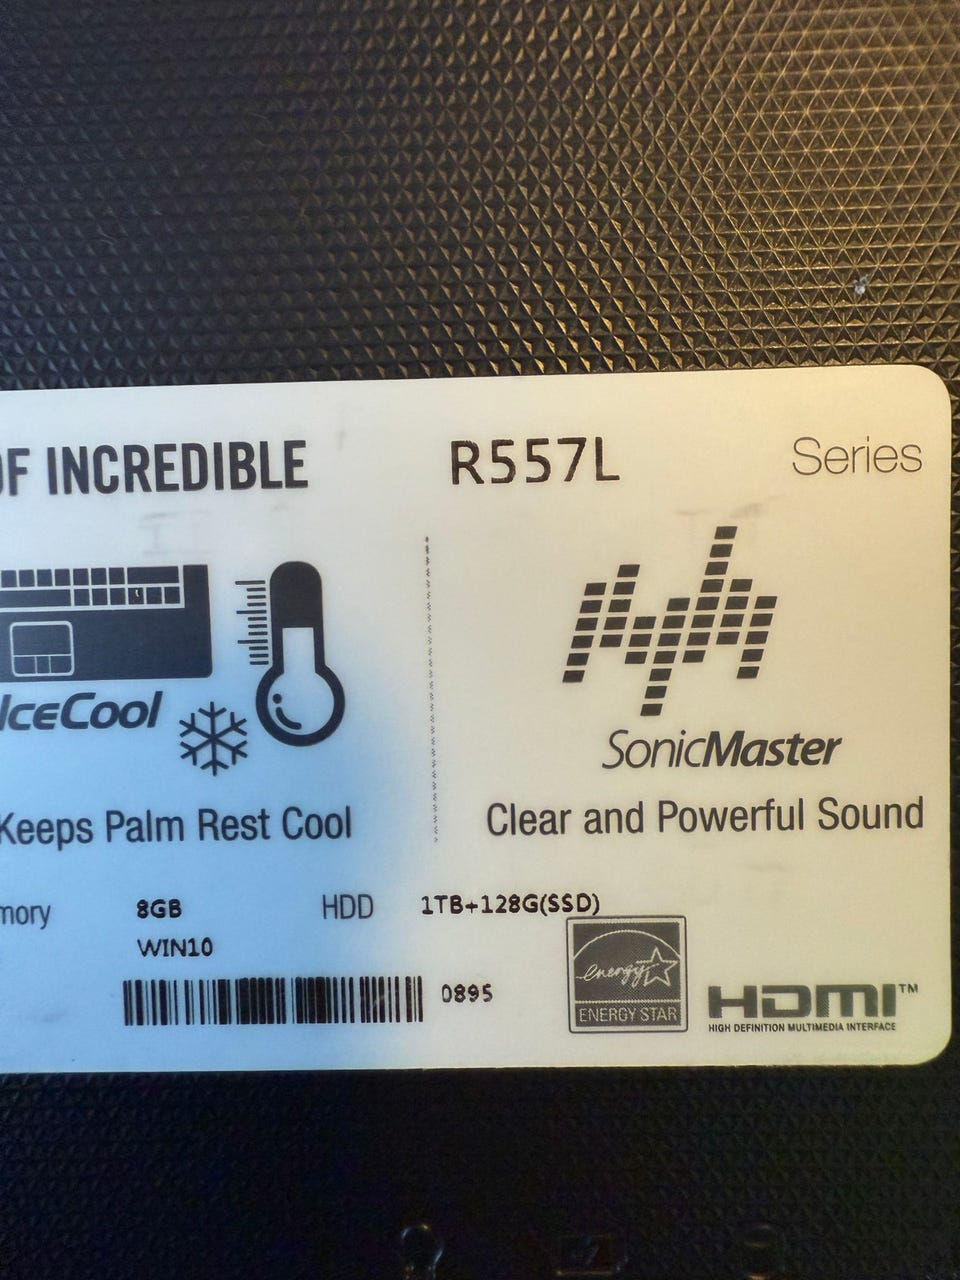 OF INCREDIBLE
R557L
Series
IceCool
SonicMaster
Keeps Palm Rest Cool
Clear and Powerful Sound
mory 8GB HDD 1TB+128G(SSD)
WIN10
0895
energy
ENERGY STAR
HDMI™
HIGH DEFINITION MULTIMEDIA INTERFACE